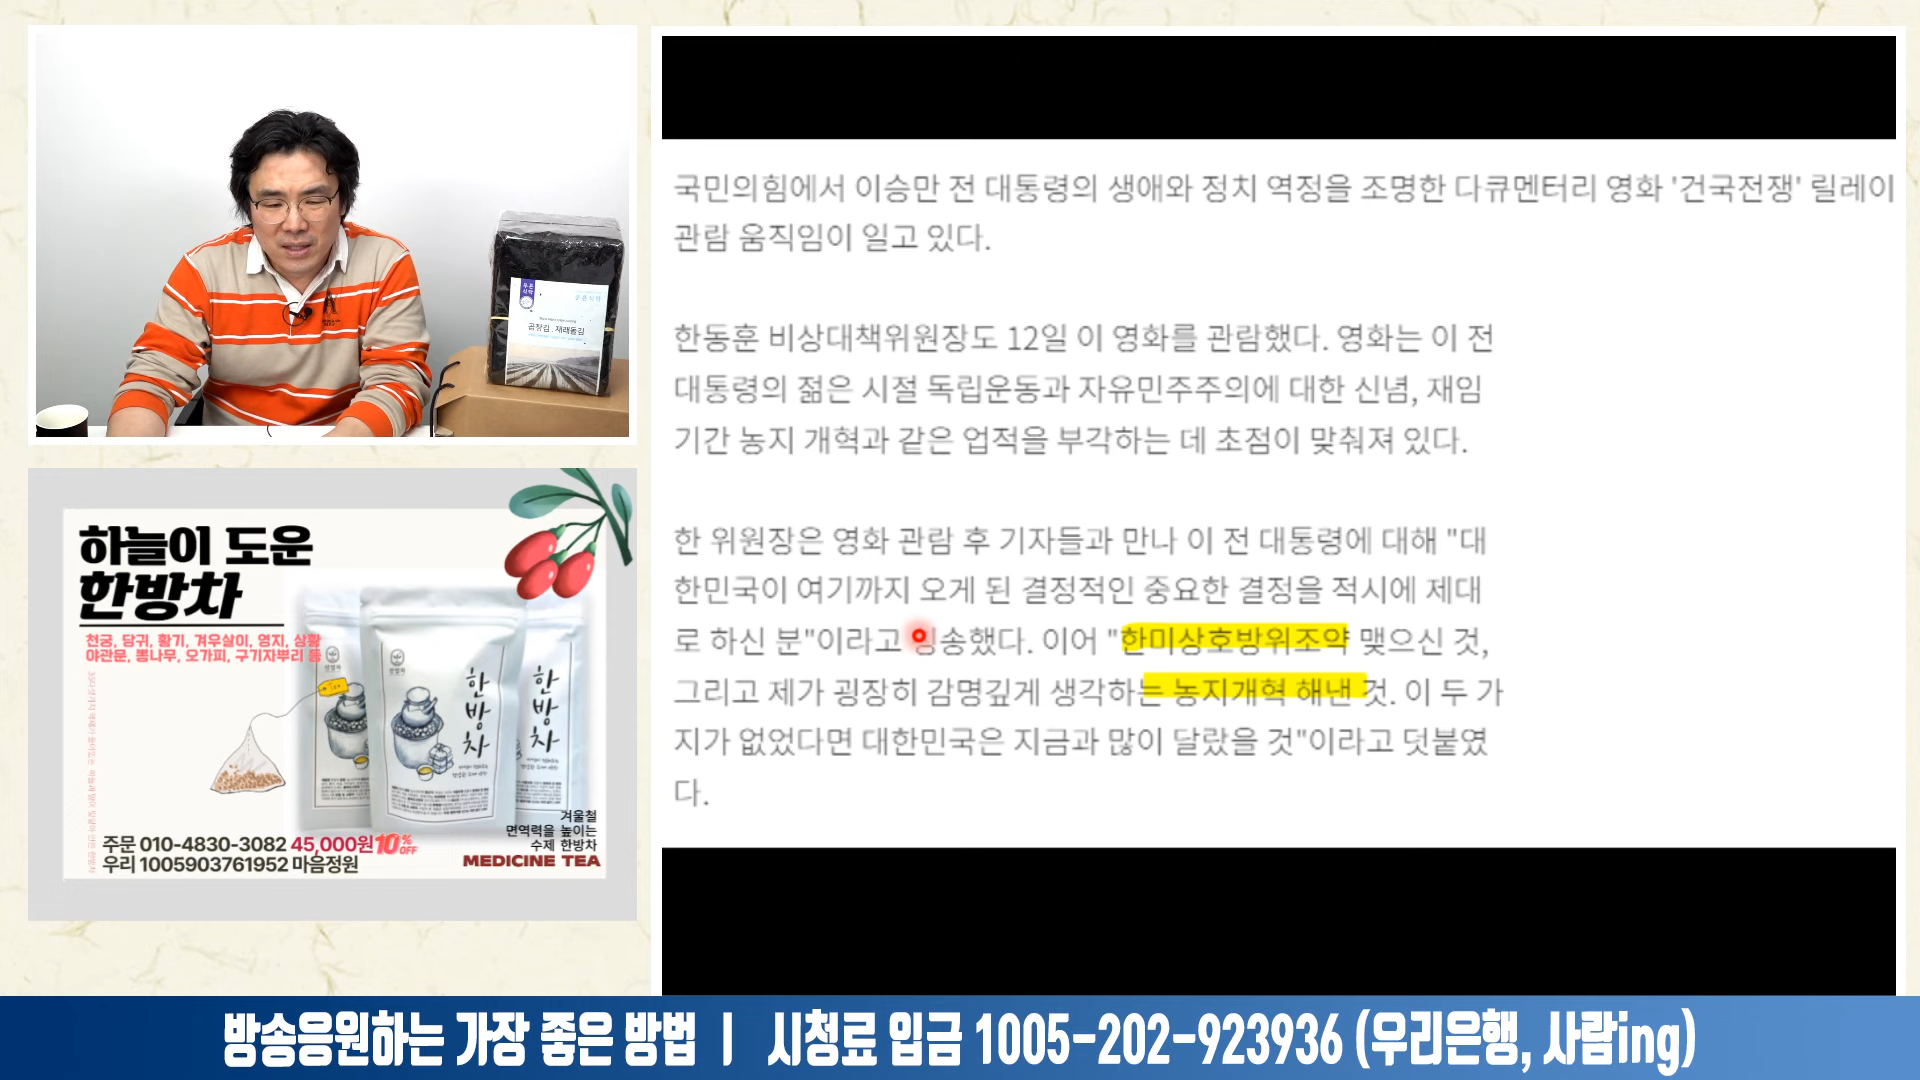 국민의힘에서 이승만 전 대통령의 생애와 정치 역정을 조명한 다큐멘터리 영화 '건국전쟁' 릴레이
관람 움직임이 일고 있다.
한동훈 비상대책위원장도 12일 이 영화를 관람했다. 영화는 이 전
대통령의 젊은 시절 독립운동과 자유민주주의에 대한 신념, 재임
기간 농지 개혁과 같은 업적을 부각하는 데 초점이 맞춰져 있다.
한 위원장은 영화 관람 후 기자들과 만나 이 전 대통령에 대해 "대
한민국이 여기까지 오게 된 결정적인 중요한 결정을 적시에 제대
로 하신 분"이라고 칭송했다. 이어 "한미상호방위조약 맺으신 것,
그리고 제가 굉장히 감명깊게 생각하는 농지개혁 해낸 것. 이 두 가
지가 없었다면 대한민국은 지금과 많이 달랐을 것"이라고 덧붙였
다.
푸른
식탁
푸른식탁
곱창김 . 재래돌김
하늘이 도운
한방차
천궁, 당귀, 황기, 겨우살이, 영지, 상황
야관문, 뽕나무, 오가피, 구기자뿌리 등
한방차
한방차
겨울철
면역력을 높이는
수제 한방차
MEDICINE TEA
주문 010-4830-3082 45,000원 10% OFF
우리 1005903761952 마음정원
방송응원하는 가장 좋은 방법 | 시청료 입금 1005-202-923936 (우리은행, 사람ing)